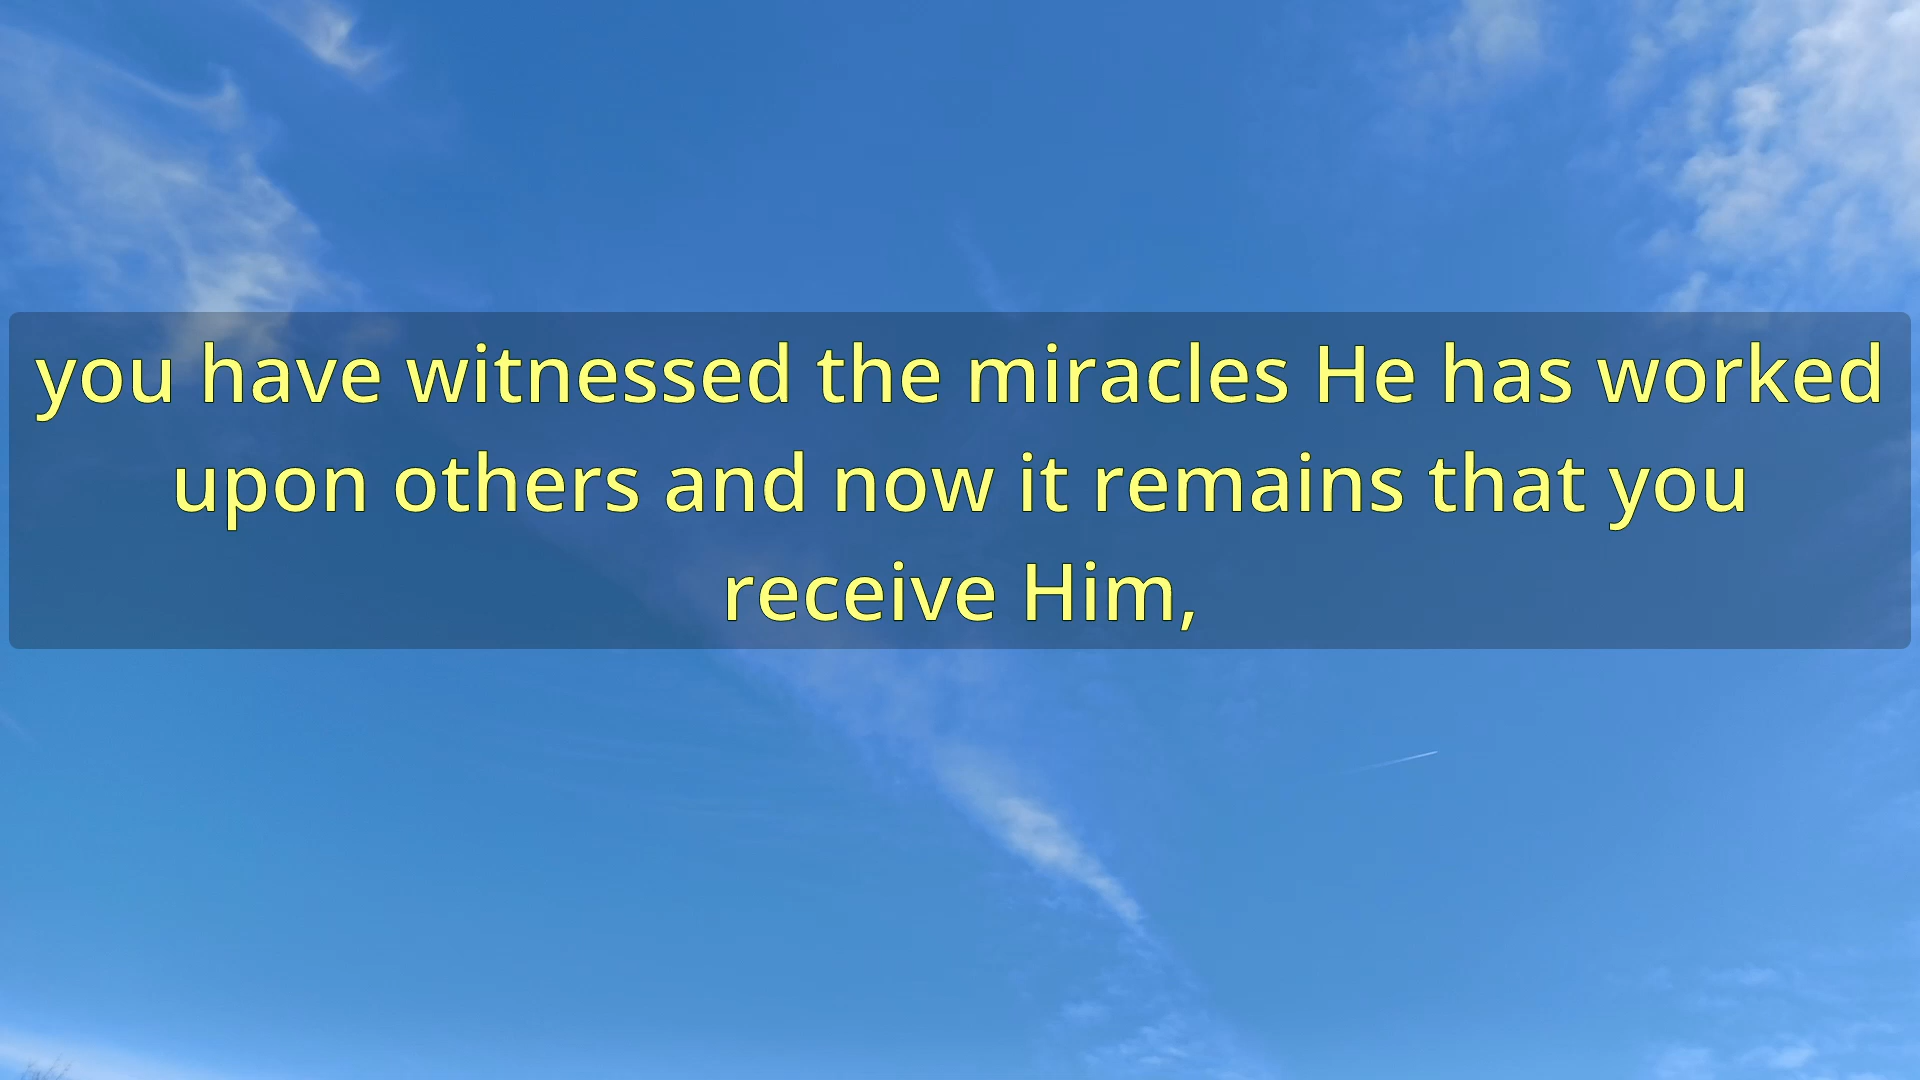 you have witnessed the miracles He has worked
upon others and now it remains that you
receive Him,